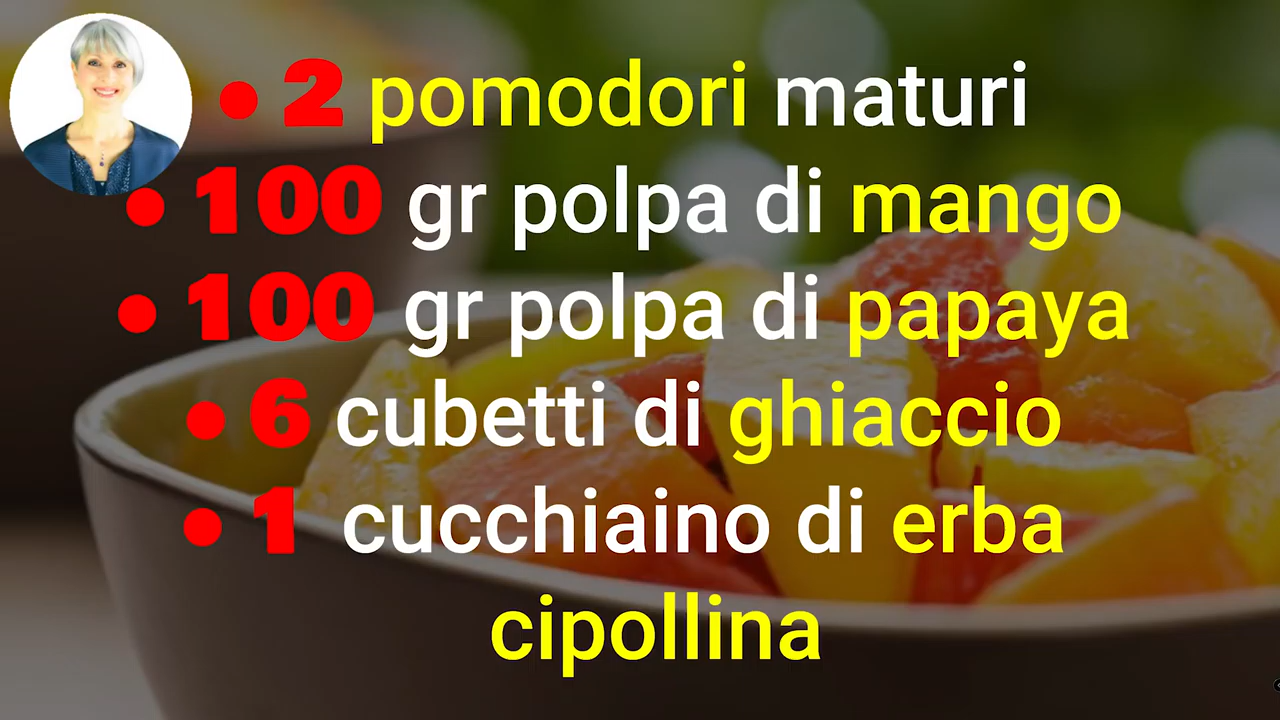 • 2 pomodori maturi
• 100 gr polpa di mango
• 100 gr polpa di papaya
• 6 cubetti di ghiaccio
• 1 cucchiaino di erba
cipollina